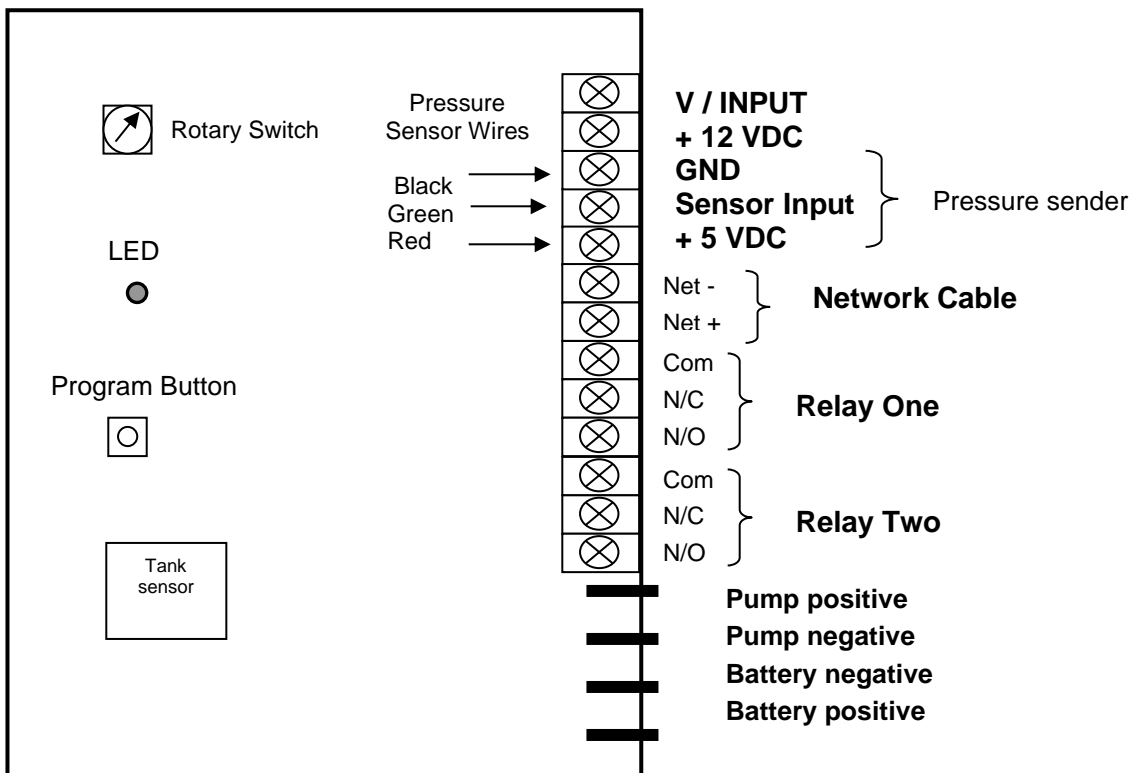 Rotary Switch
LED
Program Button
Tank
sensor
Pressure
Sensor Wires
Black
Green
Red
V / INPUT
+ 12 VDC
GND
Sensor Input
+ 5 VDC
Pressure sender
Net -
Net +
Network Cable
Com
N/C
N/O
Relay One
Com
N/C
N/O
Relay Two
Pump positive
Pump negative
Battery negative
Battery positive